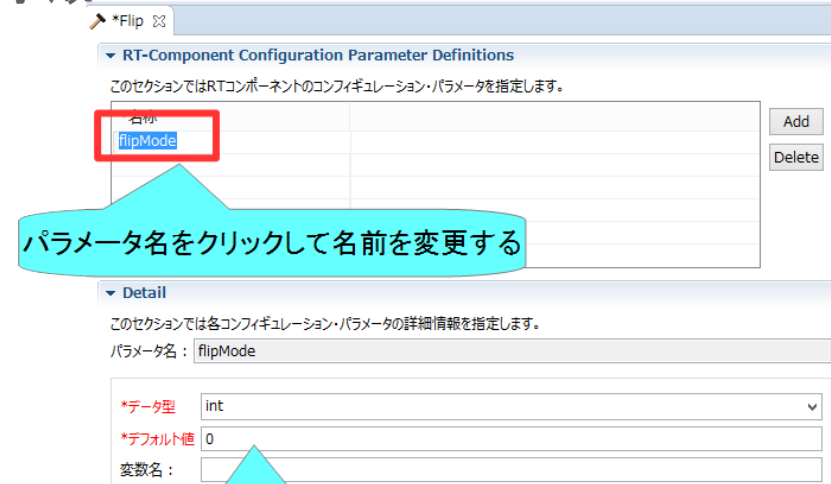 *Flip
RT-Component Configuration Parameter Definitions
このセクションではRTコンポーネントのコンフィギュレーション・パラメータを指定します。
名称
flipMode
Add
Delete
パラメータ名をクリックして名前を変更する
Detail
このセクションでは各コンフィギュレーション・パラメータの詳細情報を指定します。
パラメータ名： flipMode
*データ型 int
*デフォルト値 0
変数名：